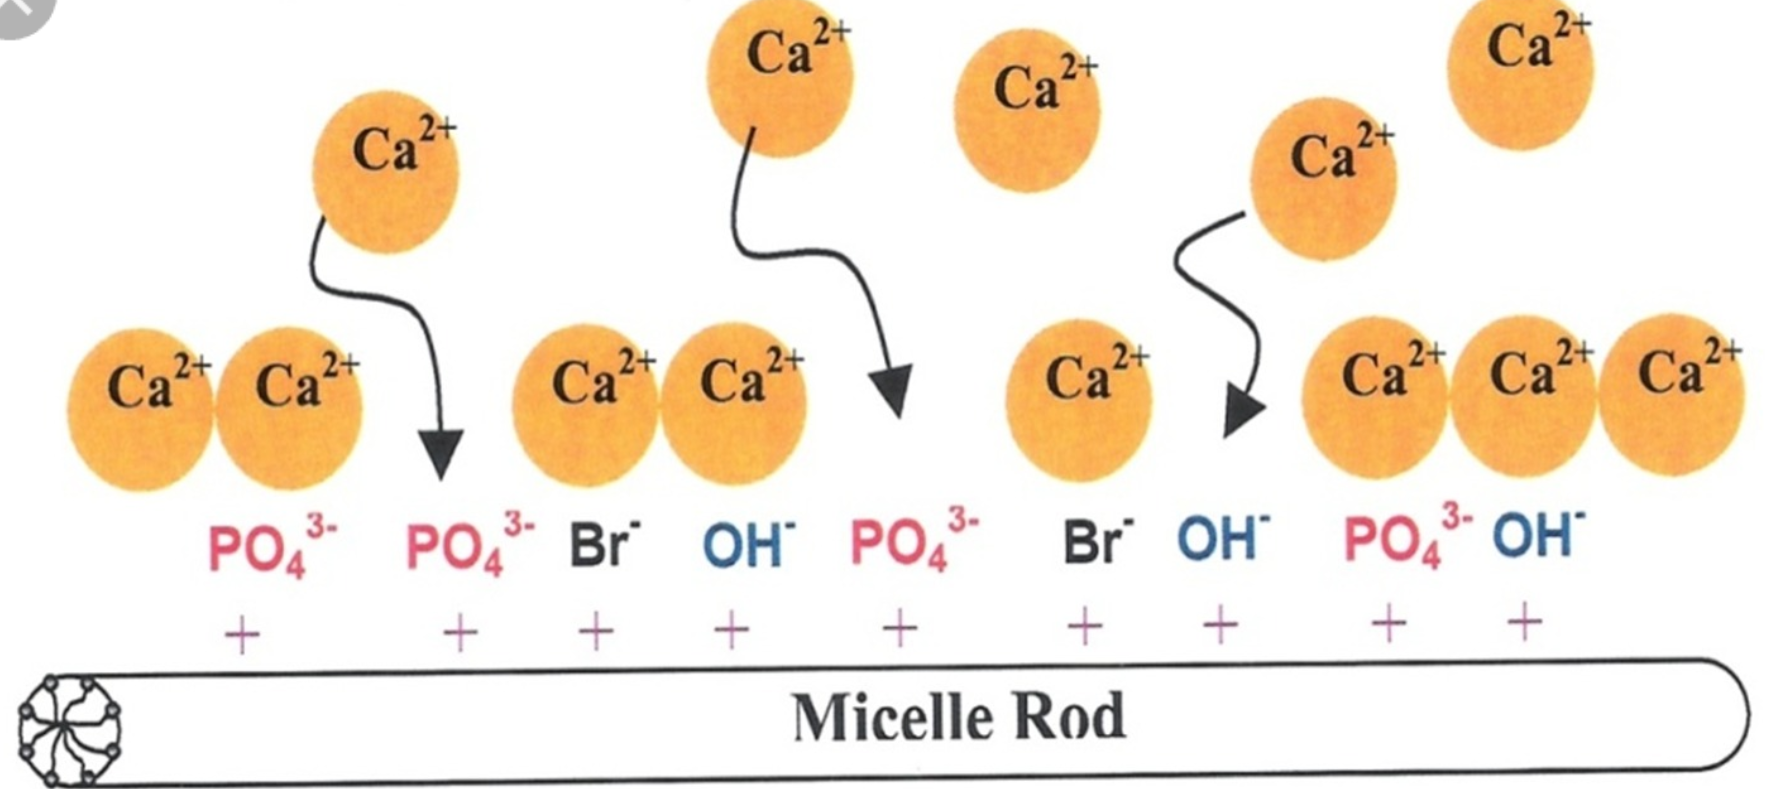 Ca²⁺ Ca²⁺ Ca²⁺
Ca²⁺ Ca²⁺
Ca²⁺ Ca²⁺ Ca²⁺ Ca²⁺ Ca²⁺ Ca²⁺ Ca²⁺ Ca²⁺
PO₄³⁻ PO₄³⁻ Br⁻ OH⁻ PO₄³⁻ Br⁻ OH⁻ PO₄³⁻ OH⁻
+ + + + + + + + +
Micelle Rod